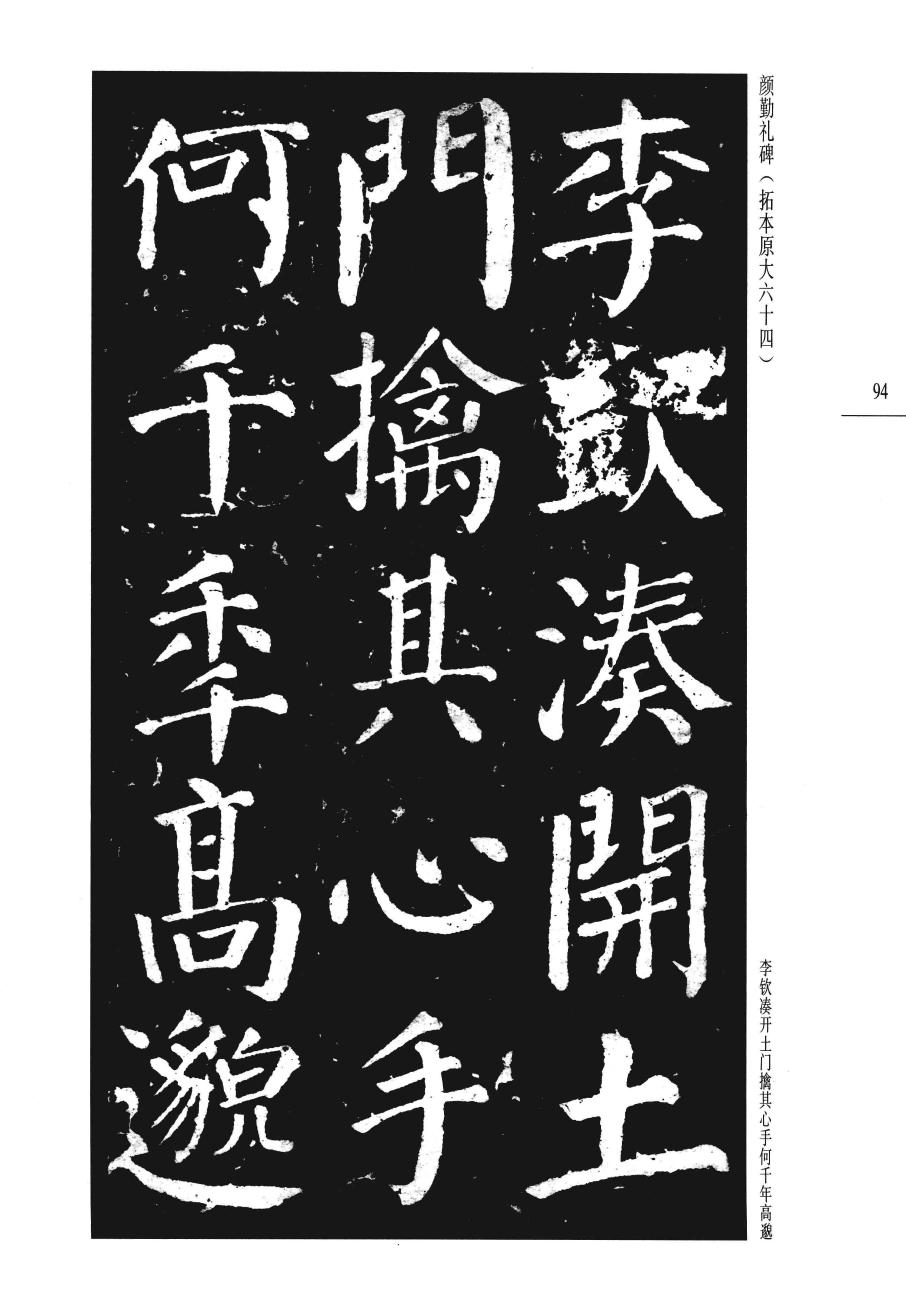 颜勤礼碑（拓本原大六十四）
94
李欽湊開土
門擒其心手
何千秊高邈
李钦凑开土门擒其心手何千年高邈